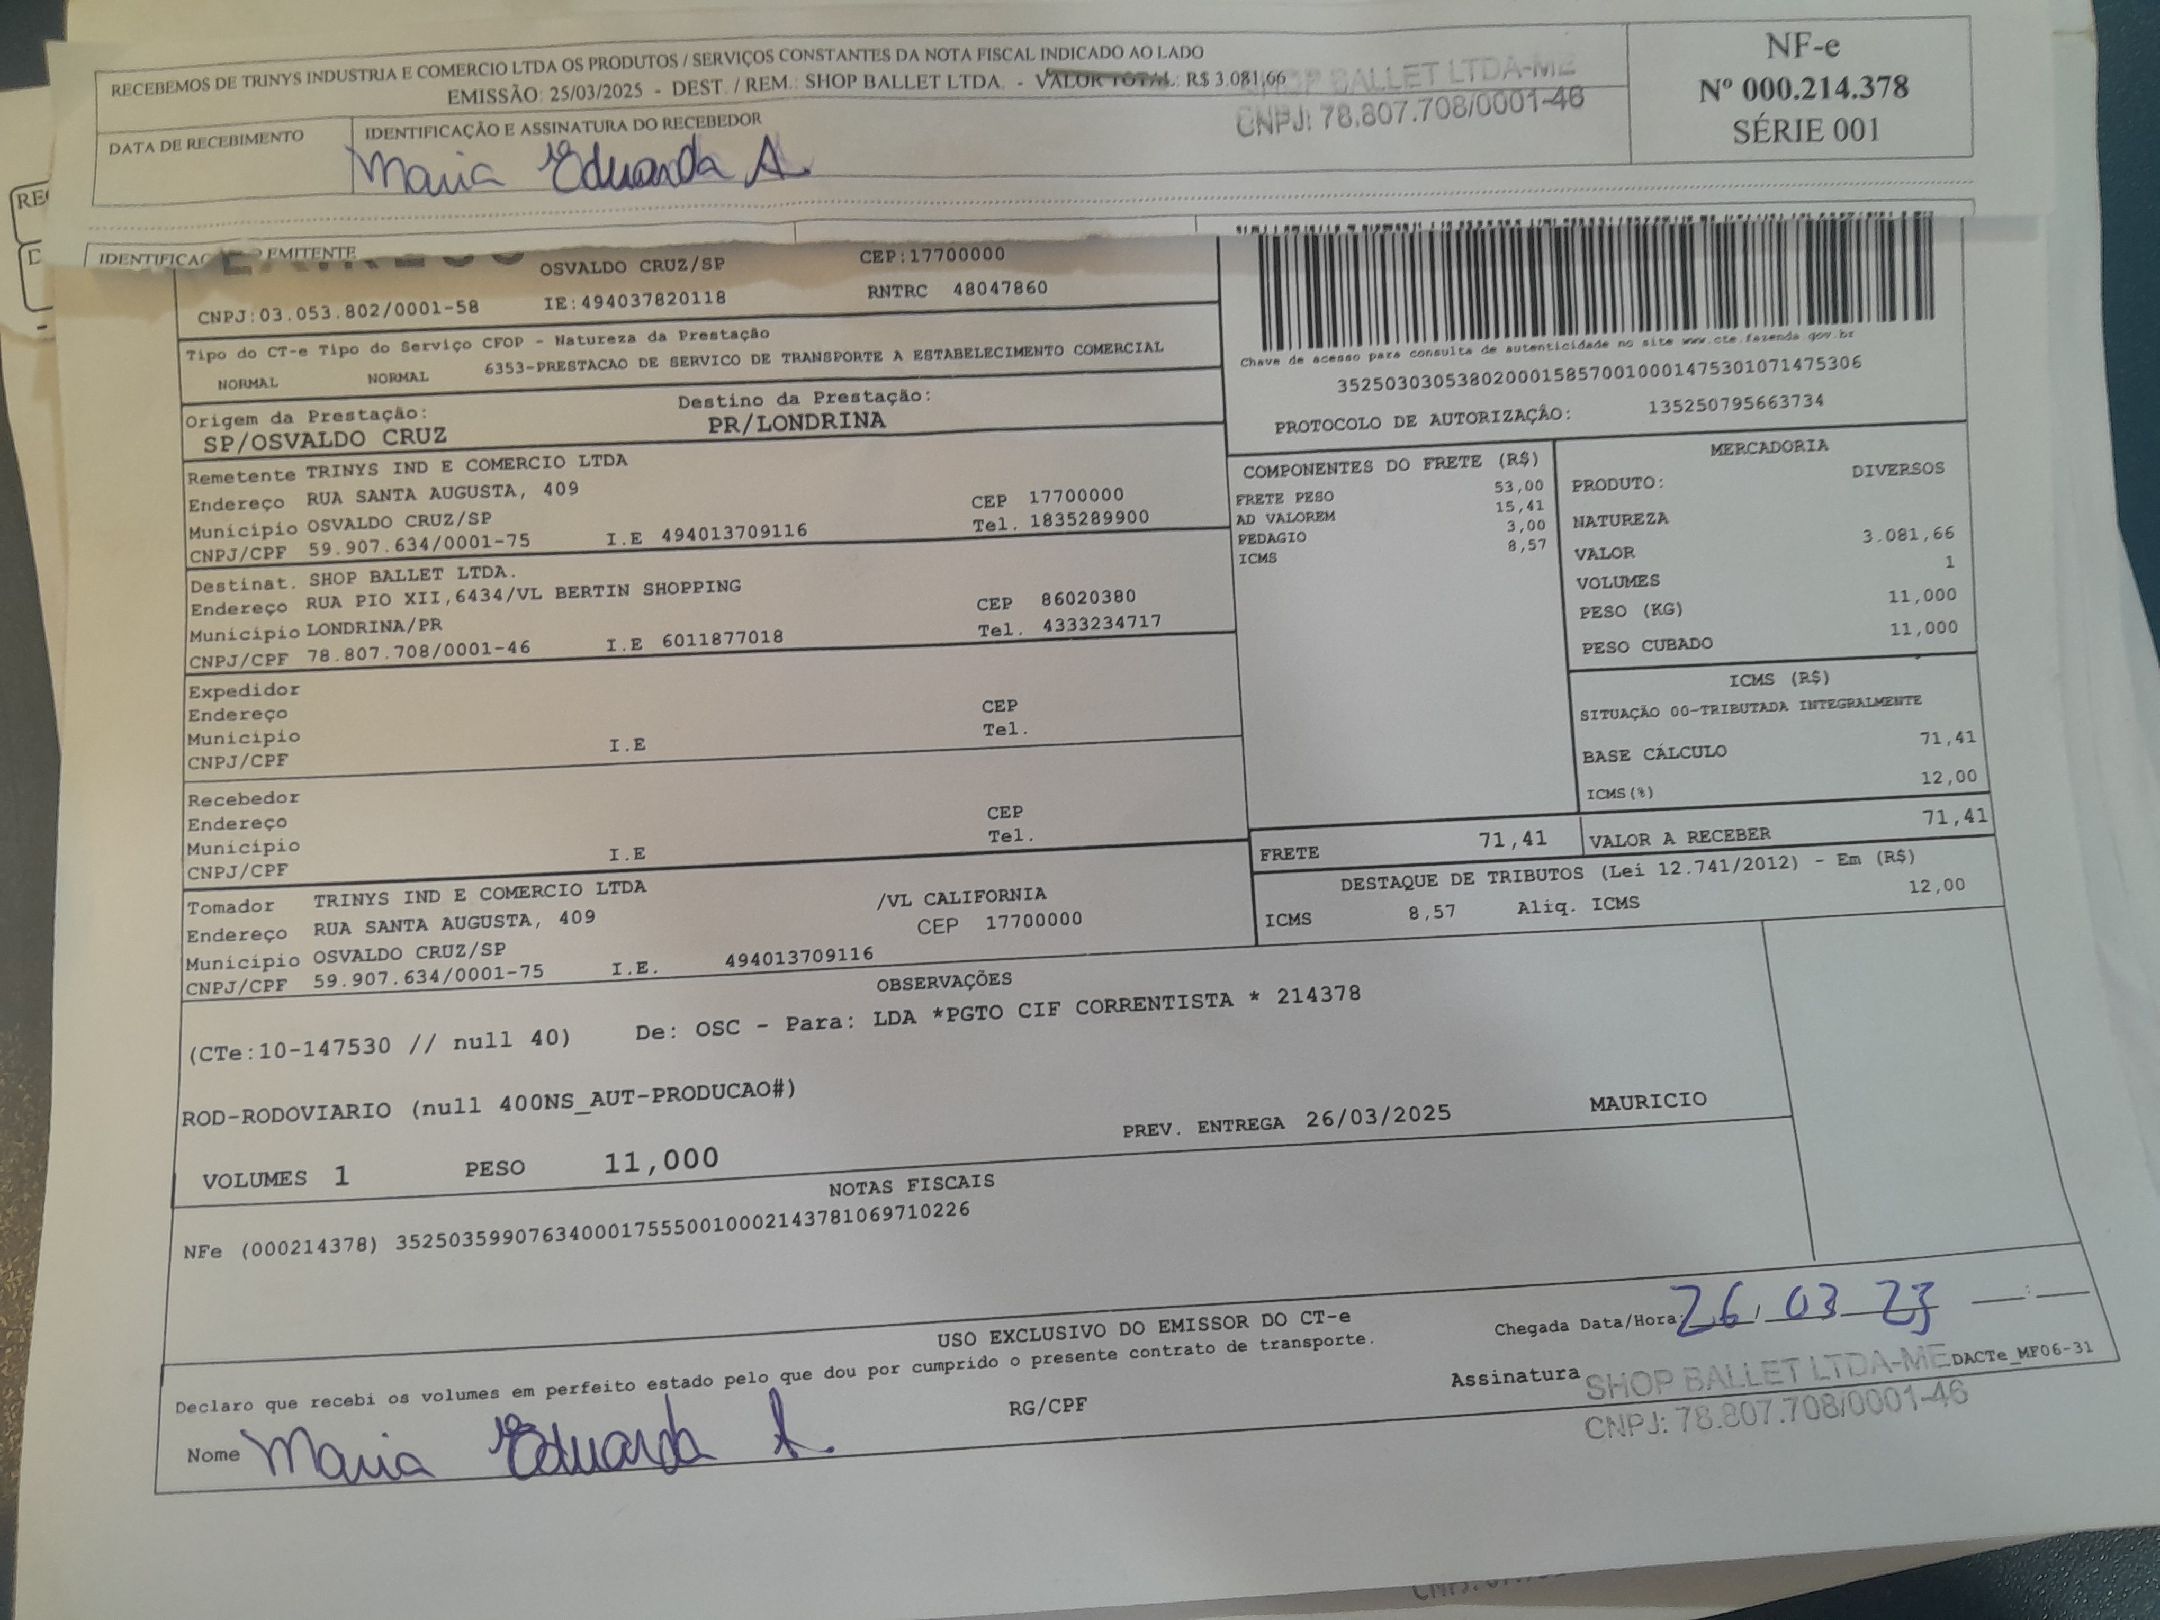 RECEBEMOS DE TRINYS INDUSTRIA E COMERCIO LTDA OS PRODUTOS / SERVIÇOS CONSTANTES DA NOTA FISCAL INDICADO AO LADO
EMISSÃO: 25/03/2025 - DEST. / REM.: SHOP BALLET LTDA. - VALOR TOTAL: R$ 3.081,66
SHOP BALLET LTDA-ME
CNPJ: 78.807.708/0001-46
NF-e
Nº 000.214.378
SÉRIE 001
DATA DE RECEBIMENTO
IDENTIFICAÇÃO E ASSINATURA DO RECEBEDOR
Maria Eduarda A.
IDENTIFICAÇ EMITENTE
OSVALDO CRUZ/SP CEP:17700000
CNPJ:03.053.802/0001-58 IE:494037820118 RNTRC 48047860
Tipo do CT-e Tipo do Serviço CFOP - Natureza da Prestação
NORMAL NORMAL 6353-PRESTACAO DE SERVICO DE TRANSPORTE A ESTABELECIMENTO COMERCIAL
Origem da Prestação: Destino da Prestação:
SP/OSVALDO CRUZ PR/LONDRINA
Chave de acesso para consulta de autenticidade no site www.cte.fazenda.gov.br
35250303053802000158570010001475301071475306
PROTOCOLO DE AUTORIZAÇÃO: 135250795663734
Remetente TRINYS IND E COMERCIO LTDA
Endereço RUA SANTA AUGUSTA, 409 CEP 17700000
Município OSVALDO CRUZ/SP Tel. 1835289900
CNPJ/CPF 59.907.634/0001-75 I.E 494013709116
Destinat. SHOP BALLET LTDA.
Endereço RUA PIO XII,6434/VL BERTIN SHOPPING CEP 86020380
Município LONDRINA/PR Tel. 4333234717
CNPJ/CPF 78.807.708/0001-46 I.E 6011877018
Expedidor
Endereço CEP
Município Tel.
CNPJ/CPF I.E
Recebedor
Endereço CEP
Município Tel.
CNPJ/CPF I.E
Tomador TRINYS IND E COMERCIO LTDA
Endereço RUA SANTA AUGUSTA, 409 /VL CALIFORNIA
Município OSVALDO CRUZ/SP CEP 17700000
CNPJ/CPF 59.907.634/0001-75 I.E. 494013709116
COMPONENTES DO FRETE (R$)
FRETE PESO 53,00
AD VALOREM 15,41
PEDAGIO 3,00
ICMS 8,57
MERCADORIA
PRODUTO: DIVERSOS
NATUREZA
VALOR 3.081,66
VOLUMES 1
PESO (KG) 11,000
PESO CUBADO 11,000
ICMS (R$)
SITUAÇÃO 00-TRIBUTADA INTEGRALMENTE
BASE CÁLCULO 71,41
ICMS(%) 12,00
FRETE 71,41 VALOR A RECEBER 71,41
DESTAQUE DE TRIBUTOS (Lei 12.741/2012) - Em (R$)
ICMS 8,57 Aliq. ICMS 12,00
OBSERVAÇÕES
(CTe:10-147530 // null 40) De: OSC - Para: LDA *PGTO CIF CORRENTISTA * 214378
ROD-RODOVIARIO (null 400NS_AUT-PRODUCAO#)
PREV. ENTREGA 26/03/2025 MAURICIO
VOLUMES 1 PESO 11,000
NOTAS FISCAIS
NFe (000214378) 35250359907634000175550010002143781069710226
USO EXCLUSIVO DO EMISSOR DO CT-e
Declaro que recebi os volumes em perfeito estado pelo que dou por cumprido o presente contrato de transporte.
Chegada Data/Hora: 26/03 23
Nome Maria Eduarda A. RG/CPF
Assinatura SHOP BALLET LTDA-ME DACTe_MF06-31
CNPJ: 78.807.708/0001-46